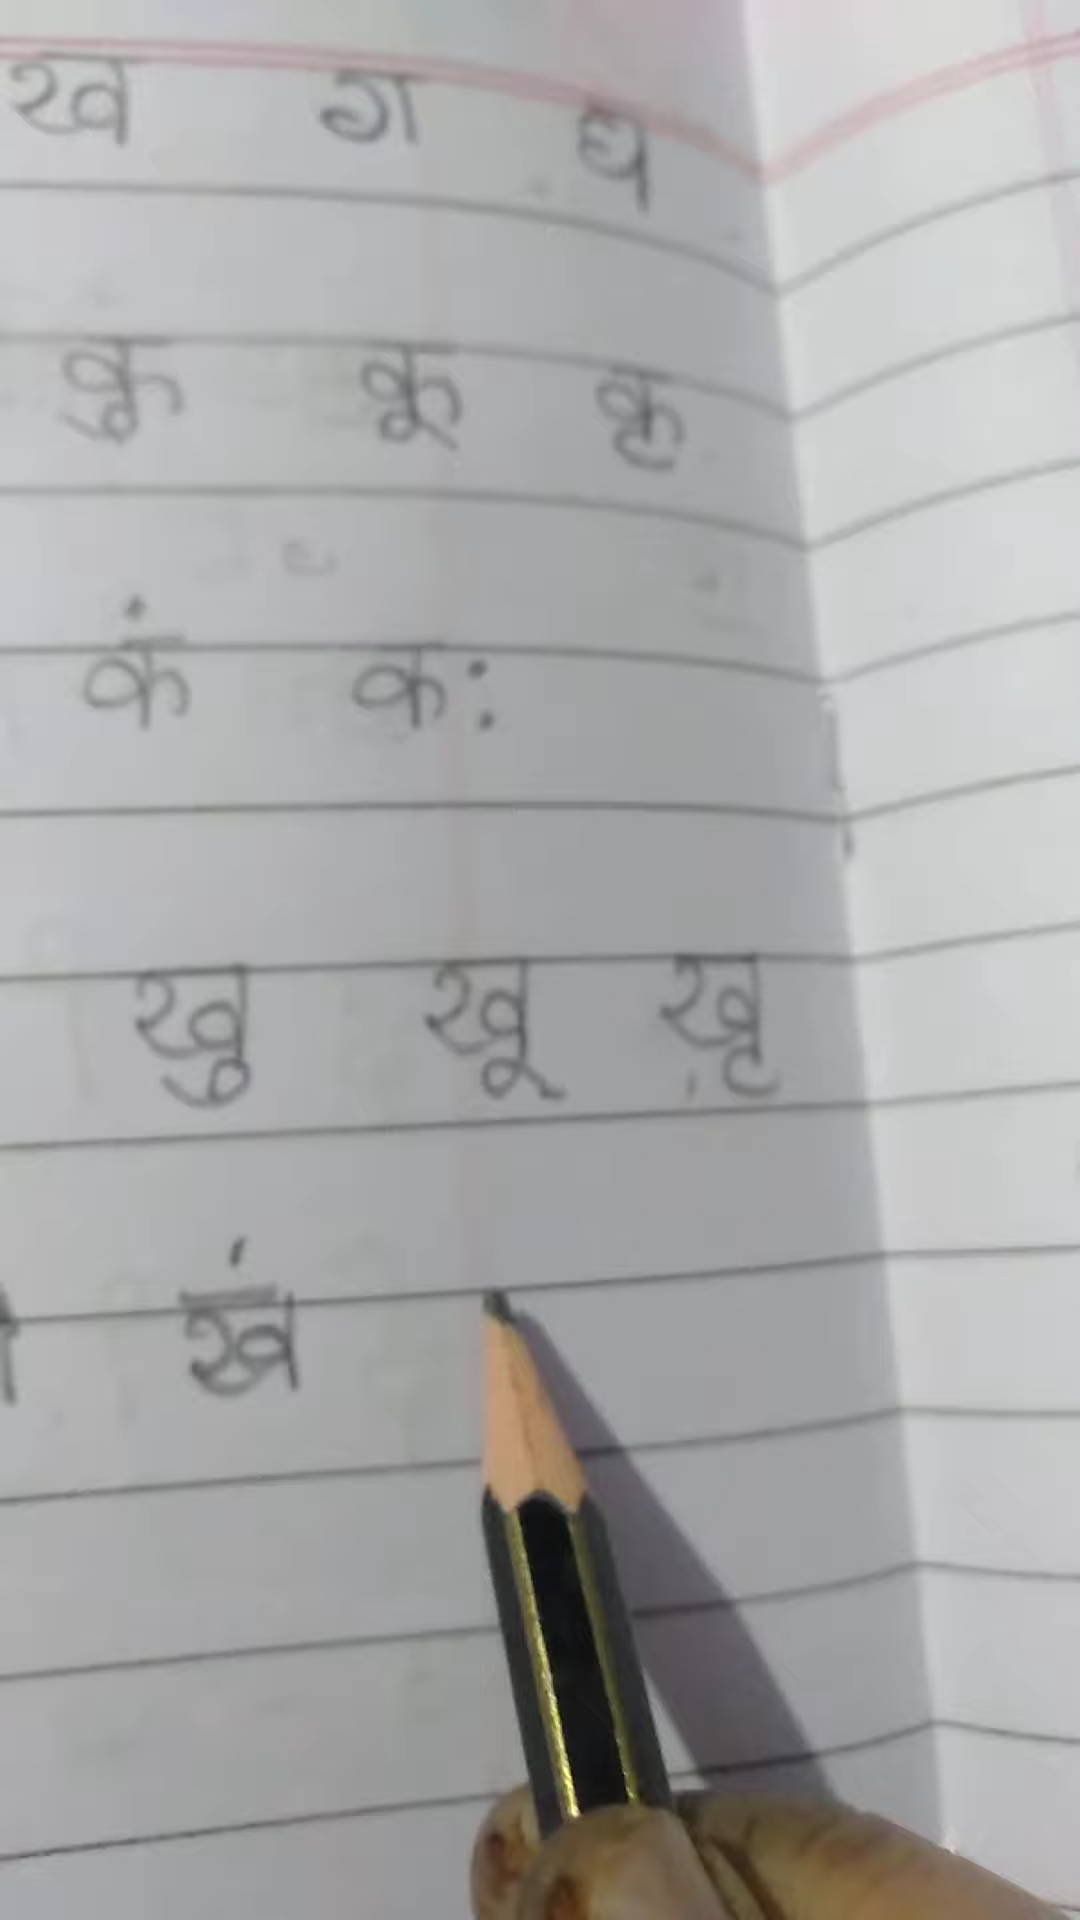 ख ग घ
कु कू कृ
कं कः
खु खू खृ
खं